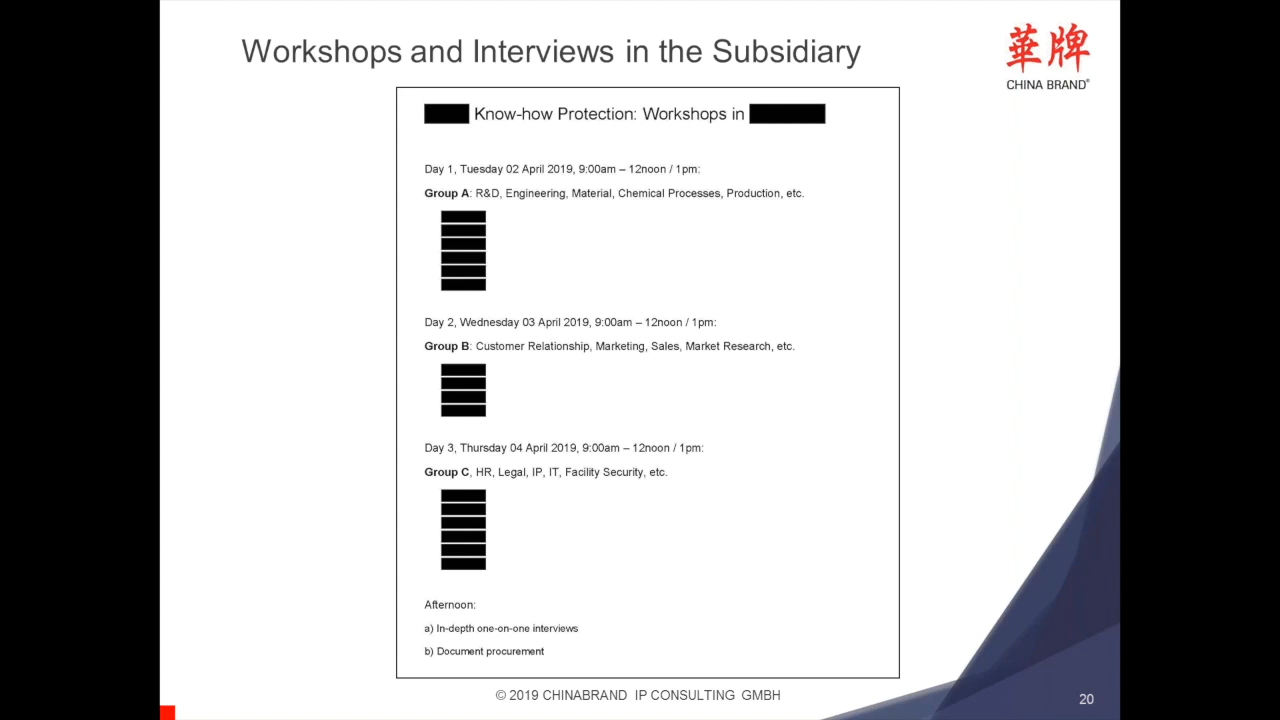 Workshops and Interviews in the Subsidiary
華牌
CHINA BRAND®
Know-how Protection: Workshops in
Day 1, Tuesday 02 April 2019, 9:00am – 12noon / 1pm:
Group A: R&D, Engineering, Material, Chemical Processes, Production, etc.
Day 2, Wednesday 03 April 2019, 9:00am – 12noon / 1pm:
Group B: Customer Relationship, Marketing, Sales, Market Research, etc.
Day 3, Thursday 04 April 2019, 9:00am – 12noon / 1pm:
Group C, HR, Legal, IP, IT, Facility Security, etc.
Afternoon:
a) In-depth one-on-one interviews
b) Document procurement
© 2019 CHINABRAND IP CONSULTING GMBH
20